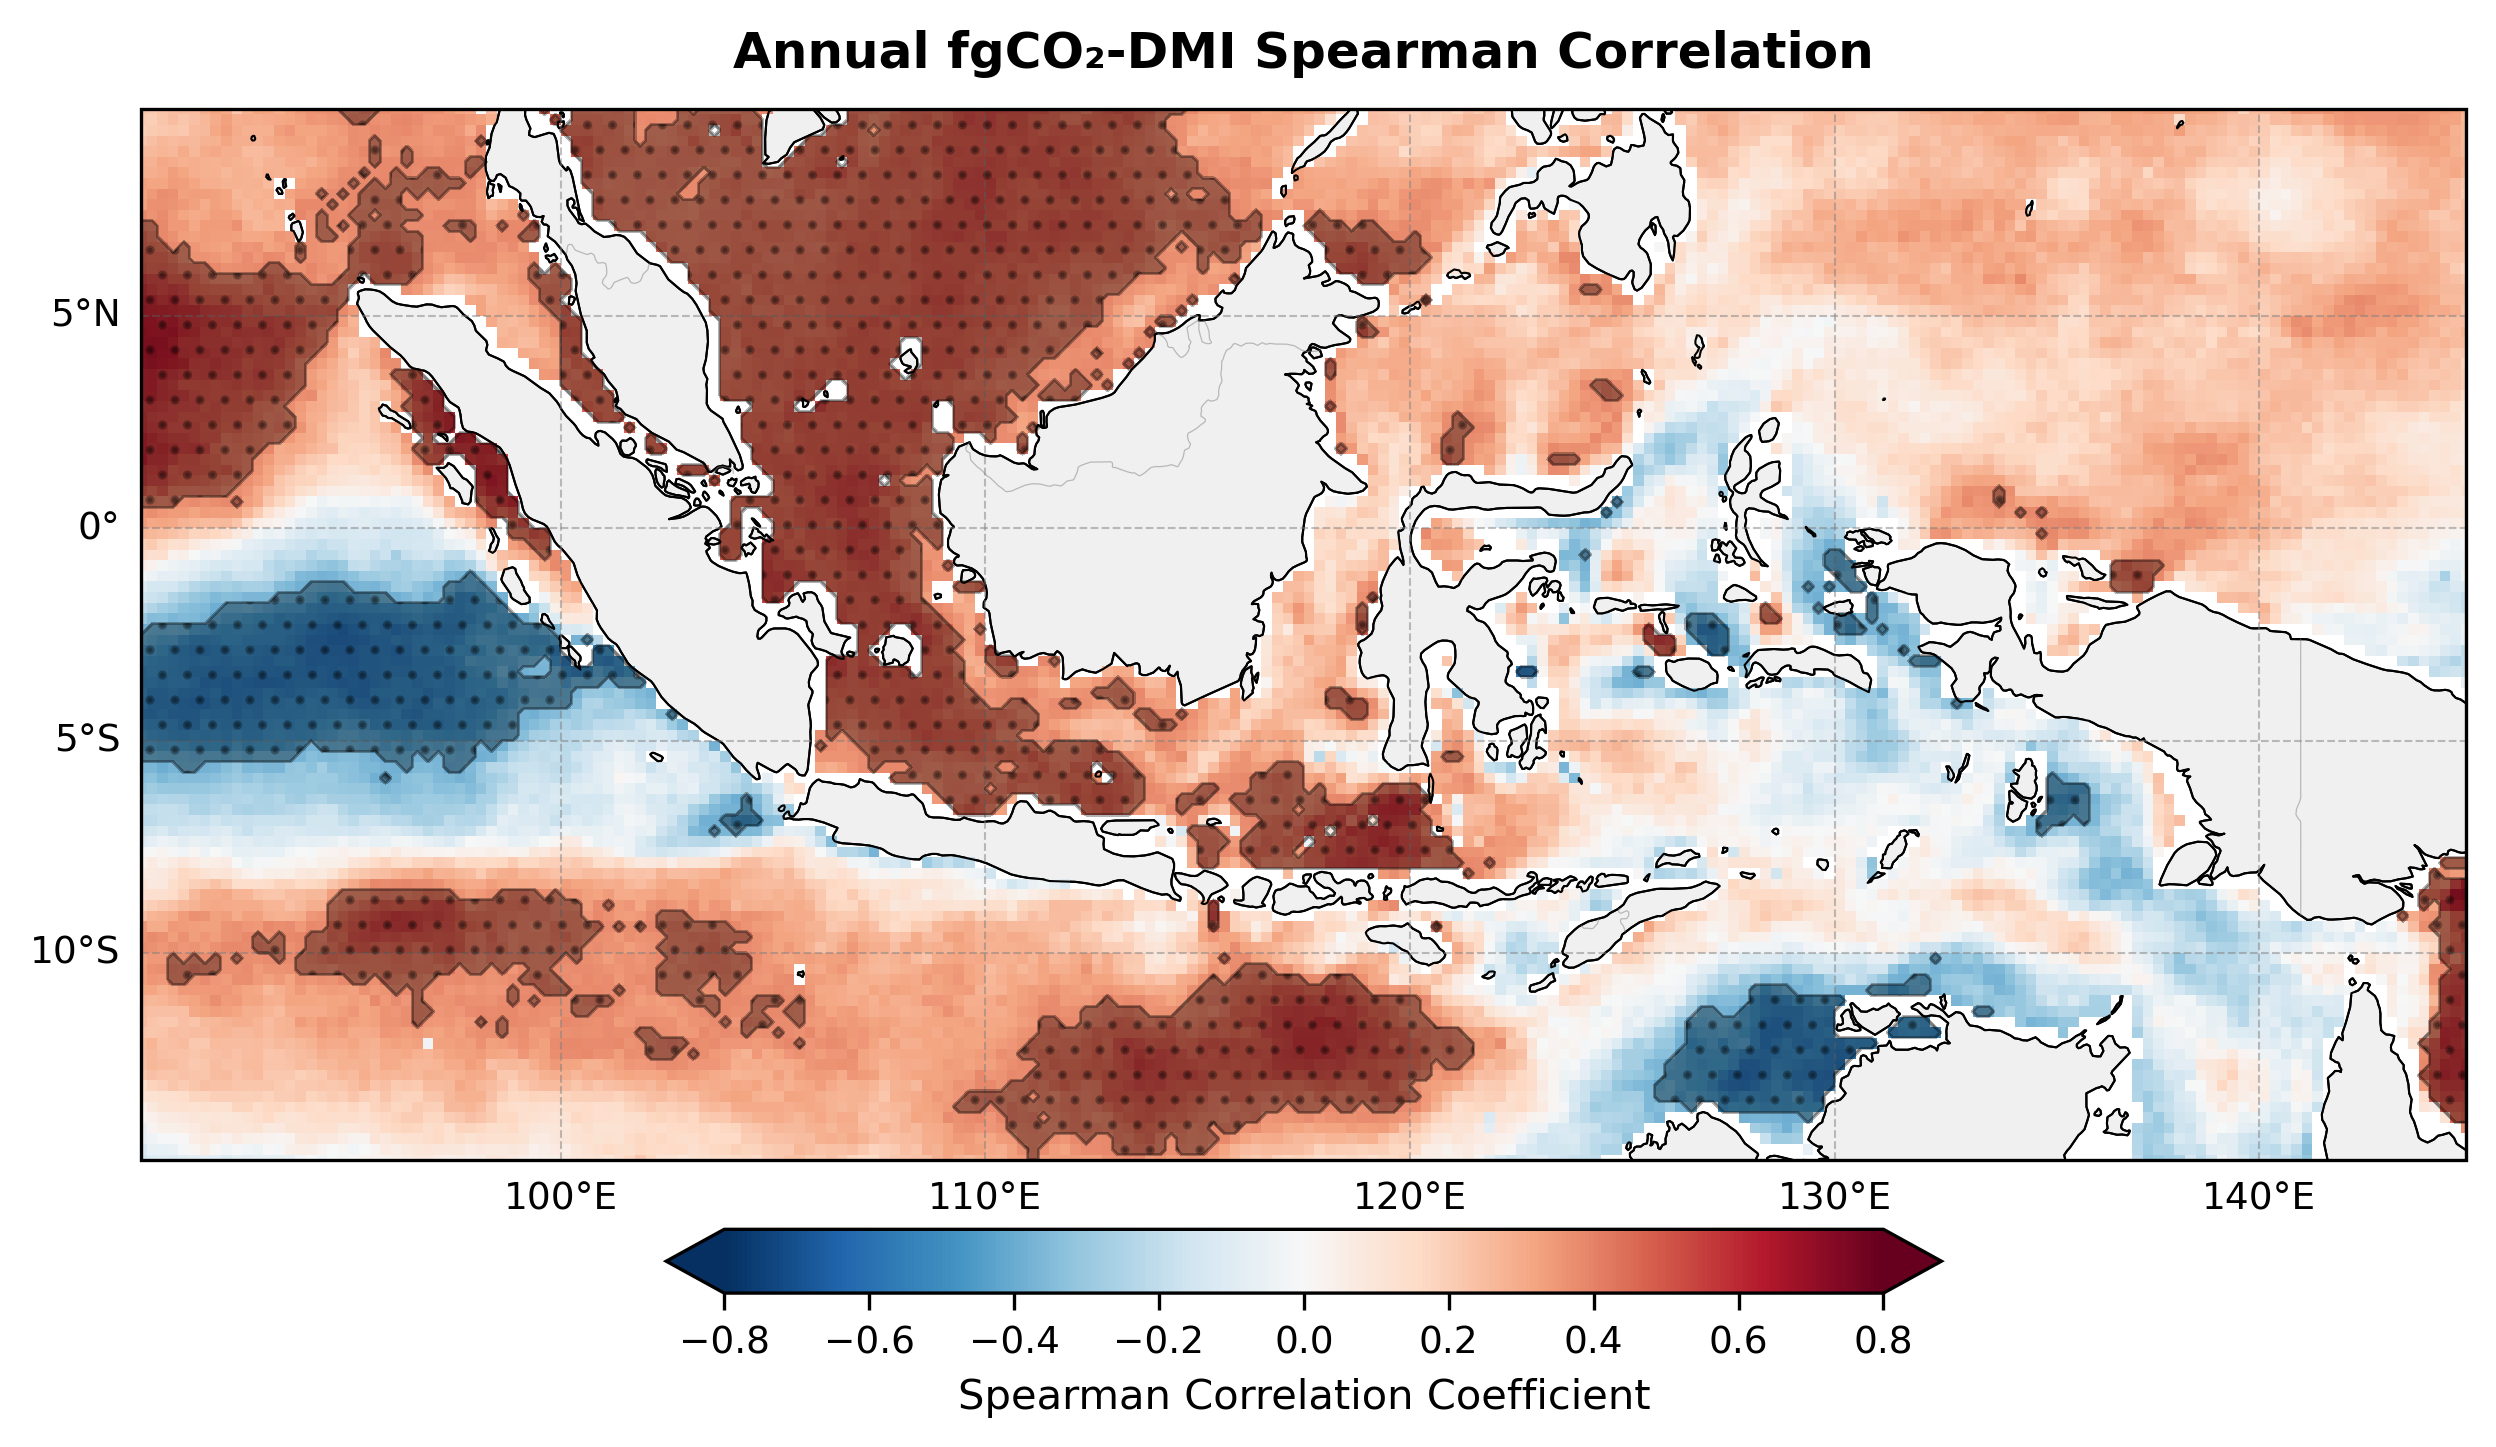 Annual fgCO₂-DMI Spearman Correlation
5°N
0°
5°S
10°S
100°E 110°E 120°E 130°E 140°E
−0.8 −0.6 −0.4 −0.2 0.0 0.2 0.4 0.6 0.8
Spearman Correlation Coefficient